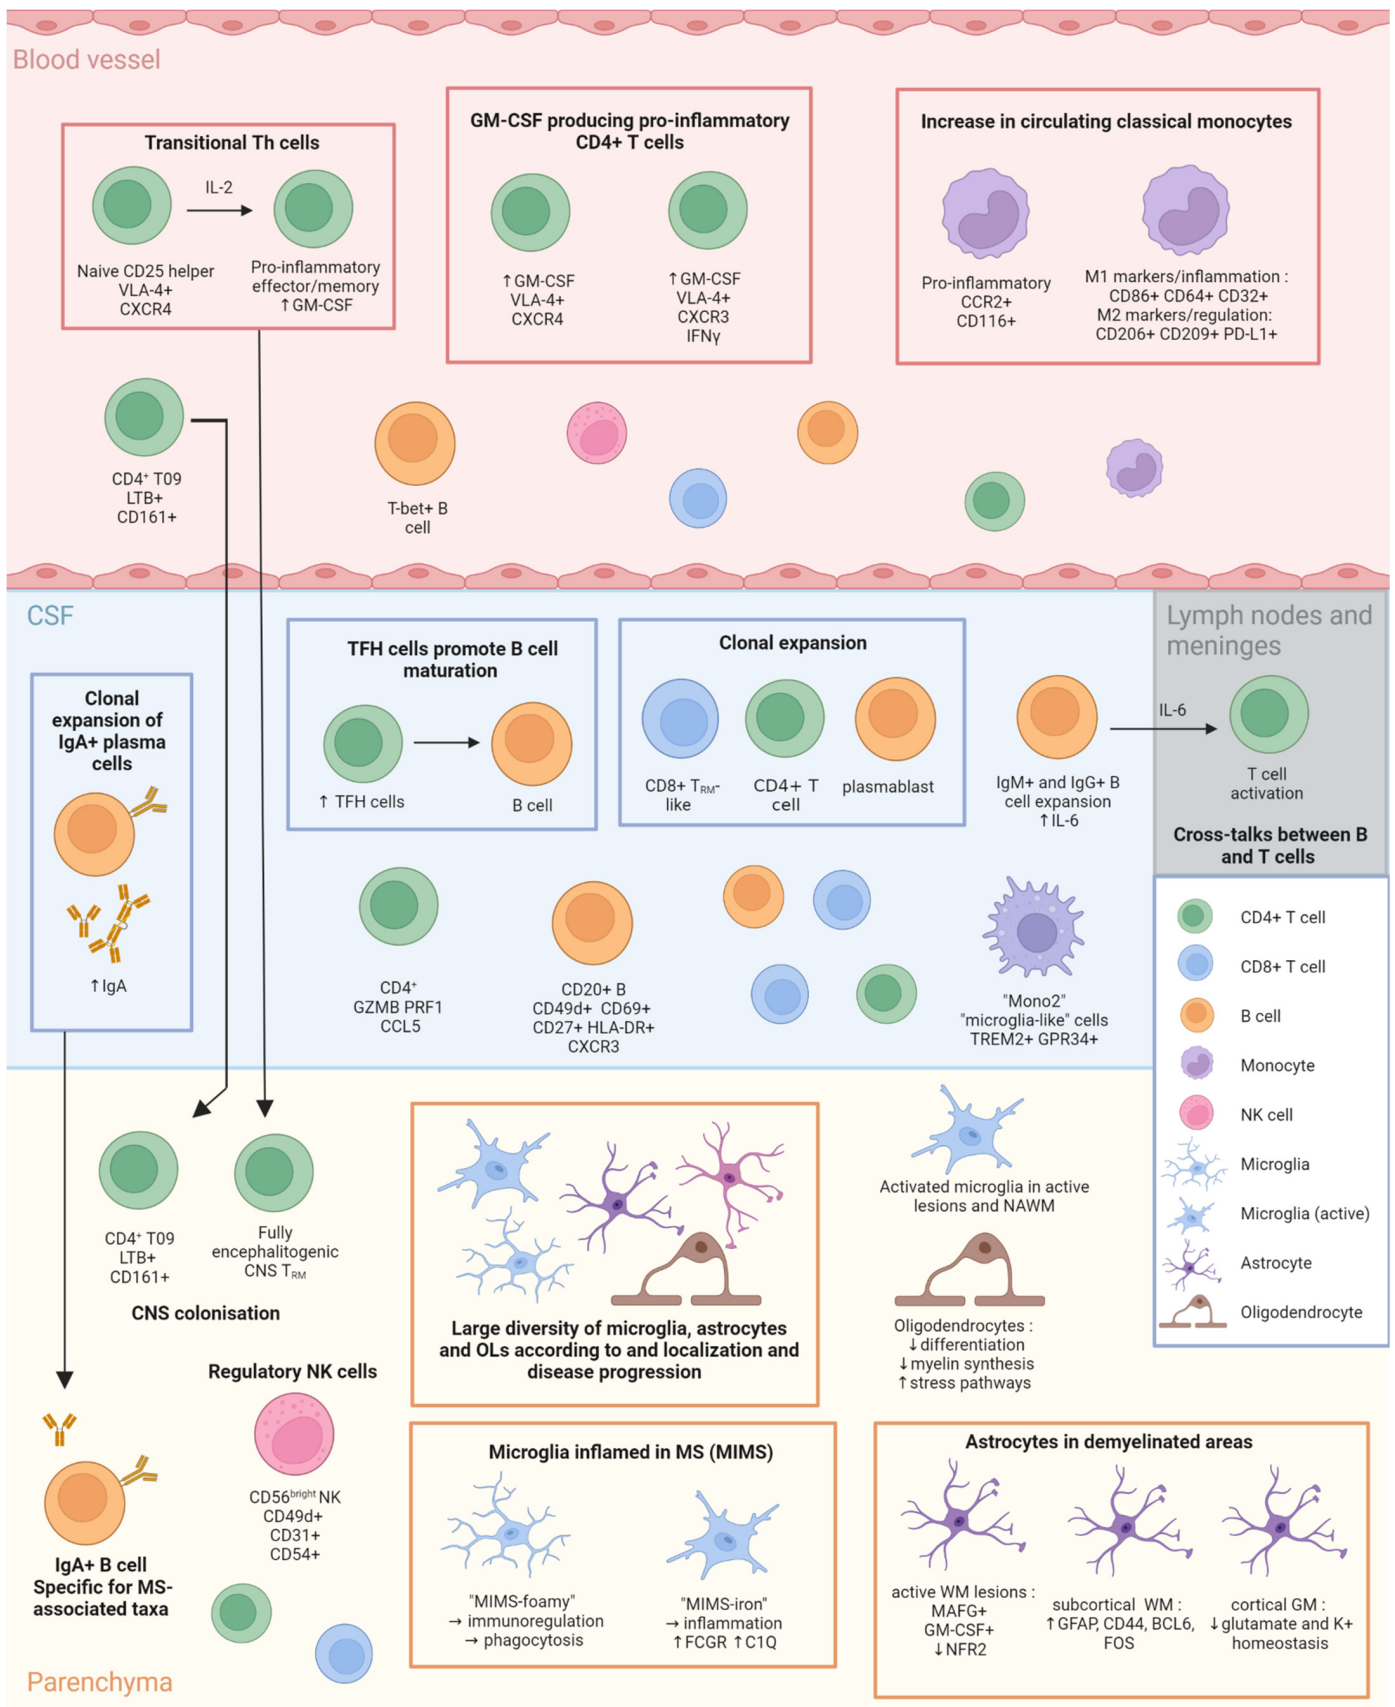 Blood vessel
Transitional Th cells
IL-2
Naive CD25 helper
VLA-4+
CXCR4
Pro-inflammatory
effector/memory
↑GM-CSF
GM-CSF producing pro-inflammatory
CD4+ T cells
↑GM-CSF
VLA-4+
CXCR4
↑GM-CSF
VLA-4+
CXCR3
IFNγ
Increase in circulating classical monocytes
Pro-inflammatory
CCR2+
CD116+
M1 markers/inflammation :
CD86+ CD64+ CD32+
M2 markers/regulation:
CD206+ CD209+ PD-L1+
CD4⁺ T09
LTB+
CD161+
T-bet+ B
cell
CSF
Clonal
expansion of
IgA+ plasma
cells
↑IgA
TFH cells promote B cell
maturation
↑ TFH cells
B cell
Clonal expansion
CD8+ TRM-
like
CD4+ T
cell
plasmablast
IgM+ and IgG+ B
cell expansion
↑IL-6
IL-6
Lymph nodes and
meninges
T cell
activation
Cross-talks between B
and T cells
CD4⁺
GZMB PRF1
CCL5
CD20+ B
CD49d+ CD69+
CD27+ HLA-DR+
CXCR3
"Mono2"
"microglia-like" cells
TREM2+ GPR34+
CD4+ T cell
CD8+ T cell
B cell
Monocyte
NK cell
Microglia
Microglia (active)
Astrocyte
Oligodendrocyte
CD4⁺ T09
LTB+
CD161+
Fully
encephalitogenic
CNS TRM
CNS colonisation
Large diversity of microglia, astrocytes
and OLs according to and localization and
disease progression
Activated microglia in active
lesions and NAWM
Oligodendrocytes :
↓differentiation
↓myelin synthesis
↑stress pathways
Regulatory NK cells
CD56bright NK
CD49d+
CD31+
CD54+
IgA+ B cell
Specific for MS-
associated taxa
Microglia inflamed in MS (MIMS)
"MIMS-foamy"
→ immunoregulation
→ phagocytosis
"MIMS-iron"
→ inflammation
↑FCGR ↑C1Q
Astrocytes in demyelinated areas
active WM lesions :
MAFG+
GM-CSF+
↓NFR2
subcortical WM :
↑GFAP, CD44, BCL6,
FOS
cortical GM :
↓glutamate and K+
homeostasis
Parenchyma